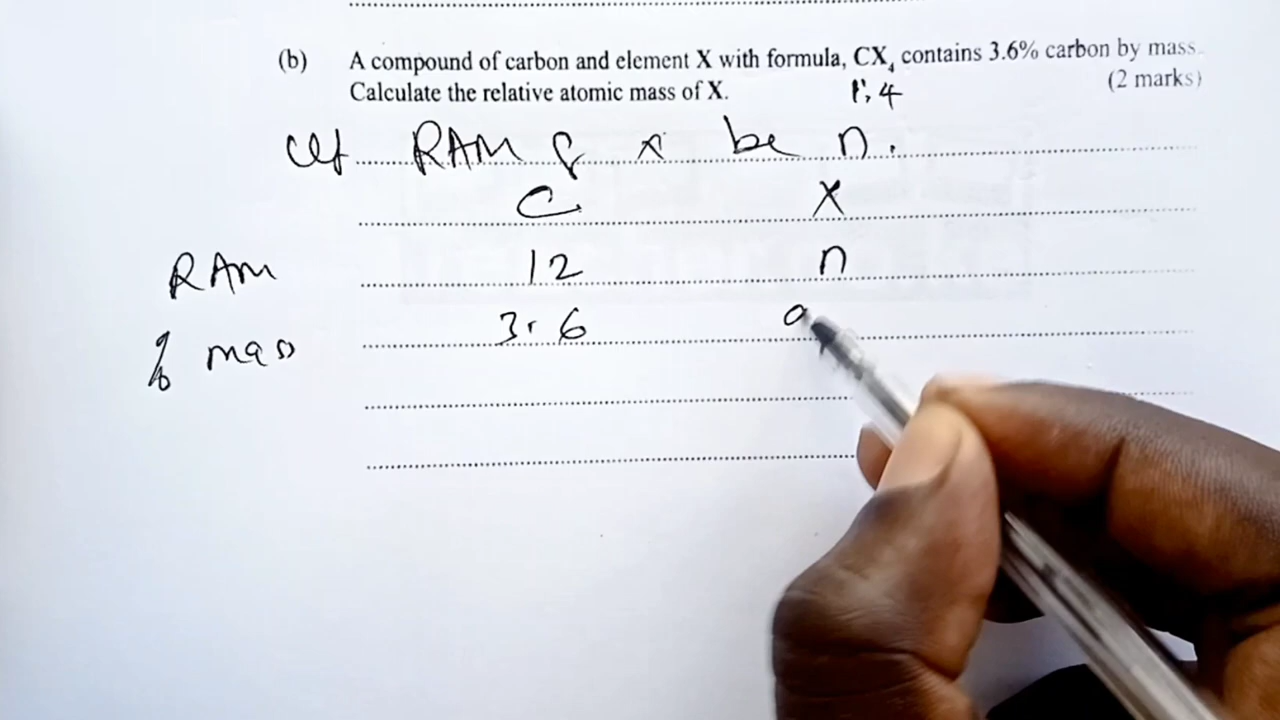 (b) A compound of carbon and element X with formula, CX₄ contains 3.6% carbon by mass.
Calculate the relative atomic mass of X. (2 marks)
1:4
RAM of X be n.
C X
RAM 12 n
% mass 3.6